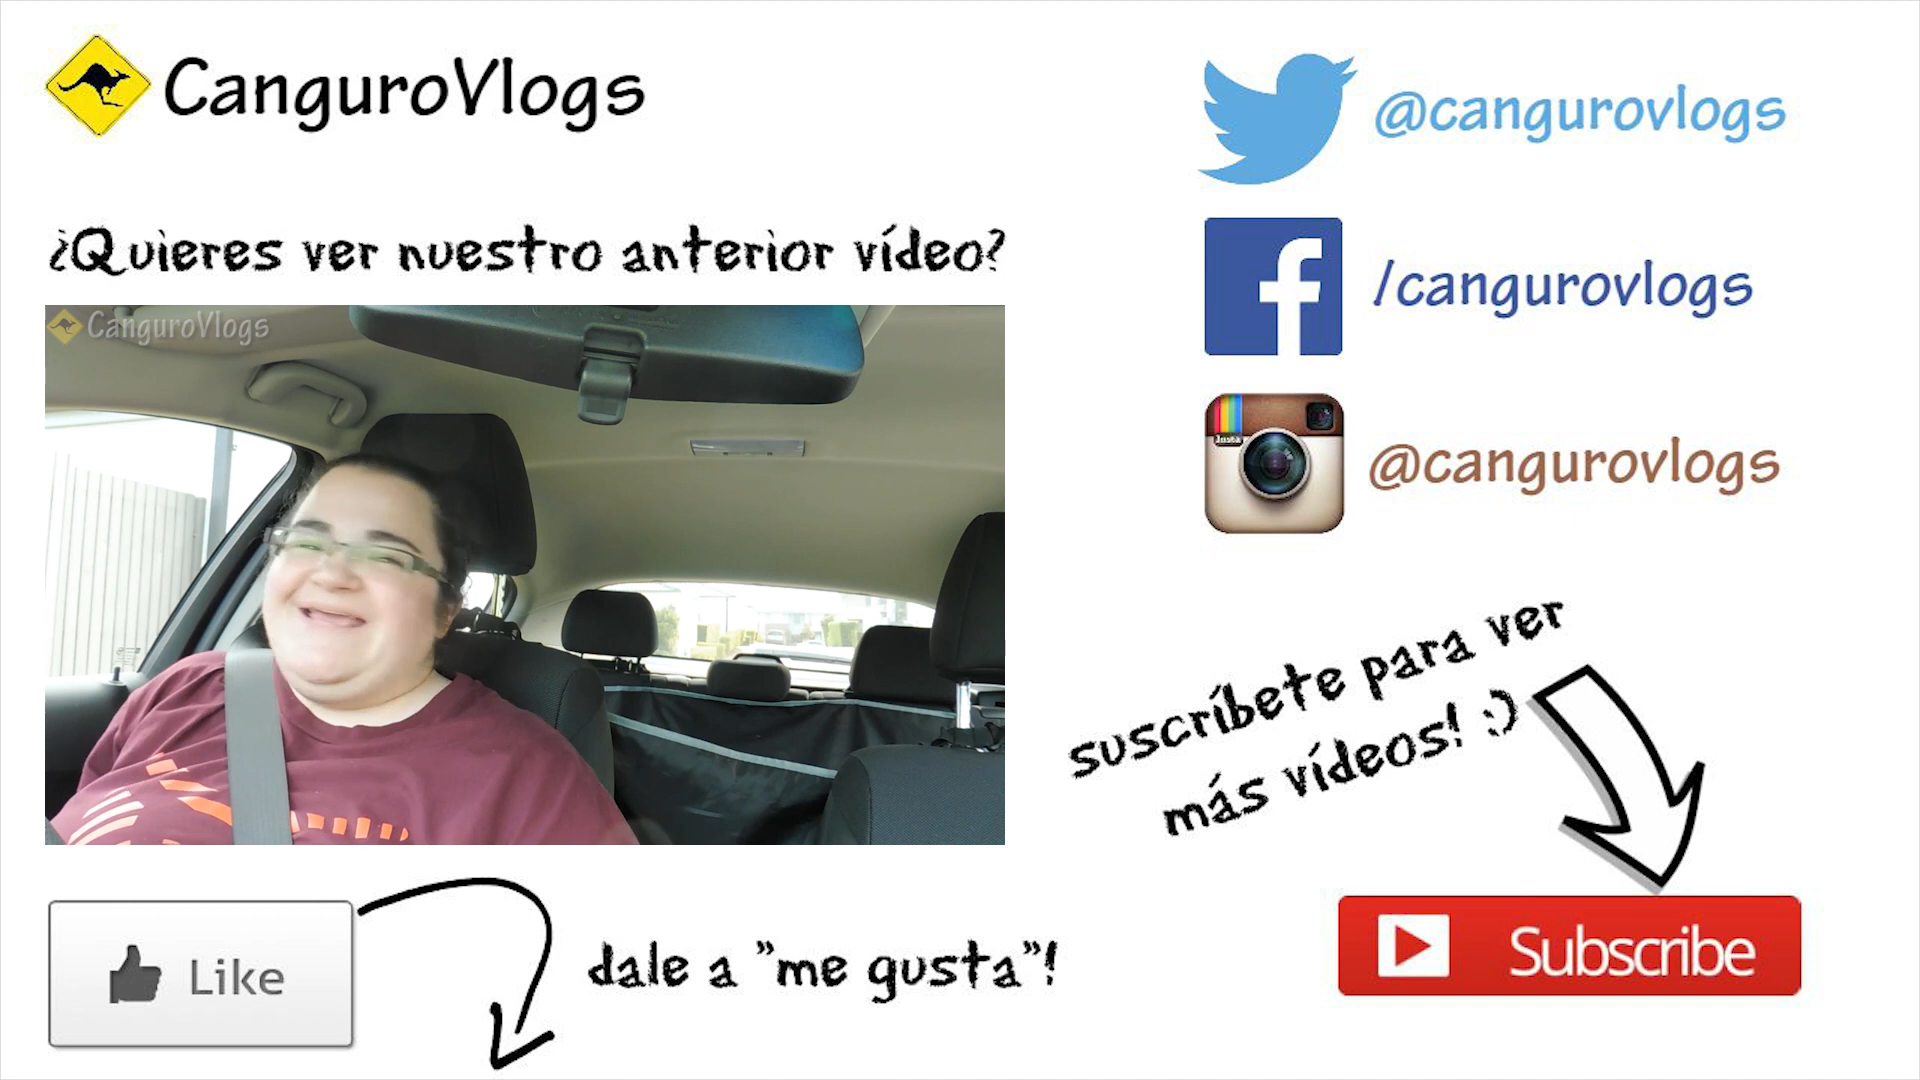 CanguroVlogs
@cangurovlogs
¿Quieres ver nuestro anterior vídeo?
/cangurovlogs
CanguroVlogs
Insta
@cangurovlogs
suscríbete para ver
más vídeos! :)
Like
dale a "me gusta"!
Subscribe